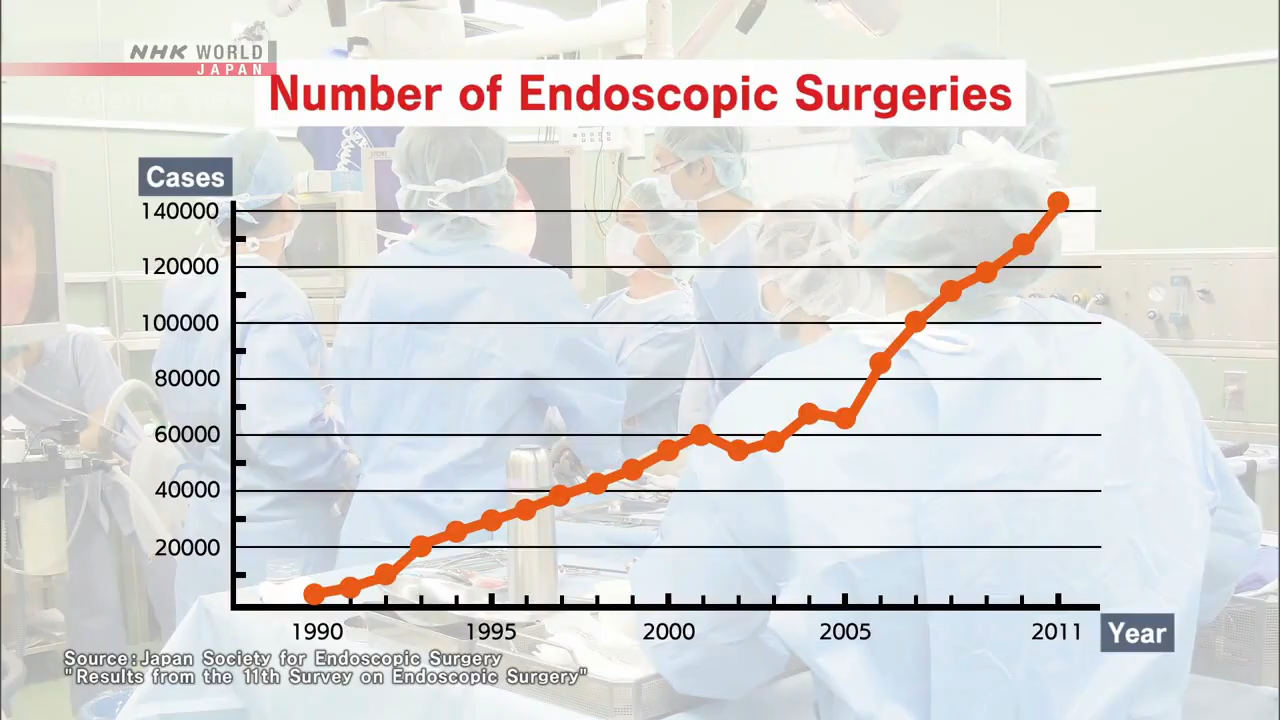 NHK WORLD
JAPAN
Number of Endoscopic Surgeries
Cases
140000
120000
100000
80000
60000
40000
20000
1990 1995 2000 2005 2011 Year
Source:Japan Society for Endoscopic Surgery
"Results from the 11th Survey on Endoscopic Surgery"